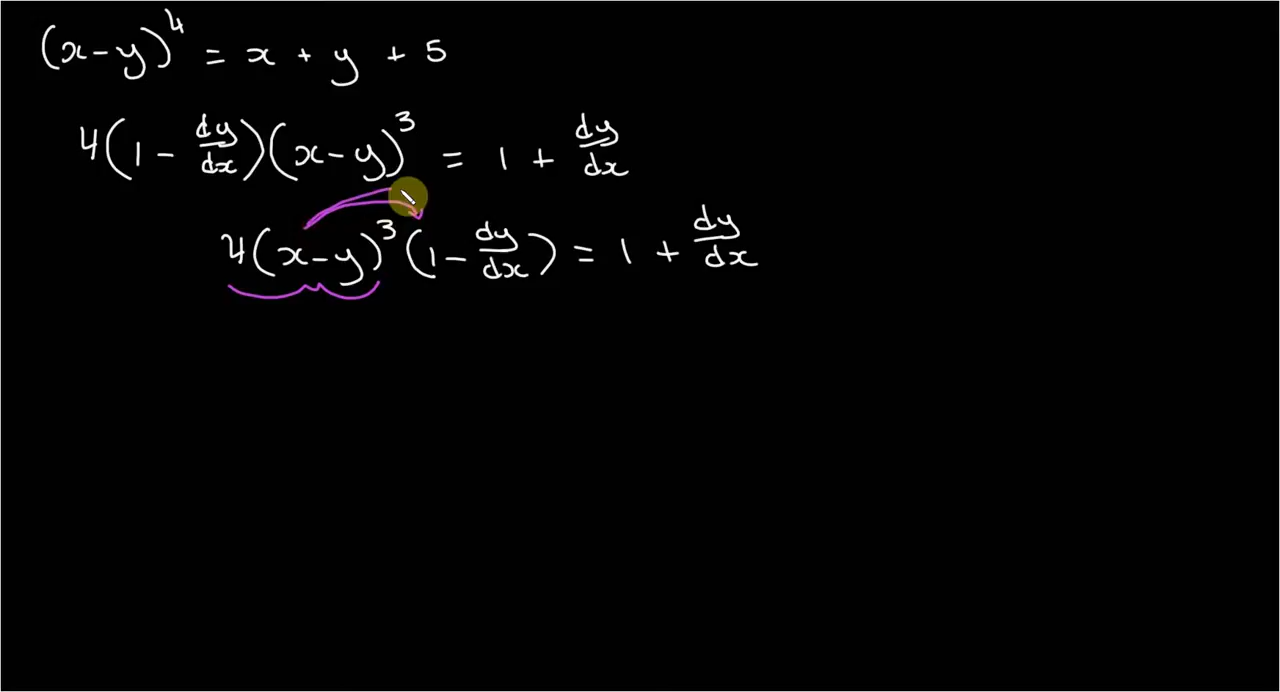 (x-y)^4 = x + y + 5
4(1 - dy/dx)(x-y)^3 = 1 + dy/dx
4(x-y)^3(1 - dy/dx) = 1 + dy/dx